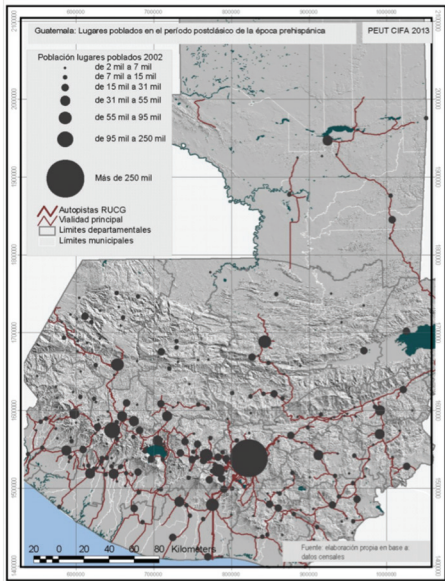 Guatemala: Lugares poblados en el período postclásico de la época prehispánica
PEUT CIFA 2013
Población lugares poblados 2002
de 2 mil a 7 mil
de 7 mil a 15 mil
de 15 mil a 31 mil
de 31 mil a 55 mil
de 55 mil a 95 mil
de 95 mil a 250 mil
Más de 250 mil
Autopistas RUCG
Vialidad principal
Limites departamentales
Límites municipales
20 0 20 40 60 80 Kilometers
Fuente: elaboración propia en base a:
datos censales